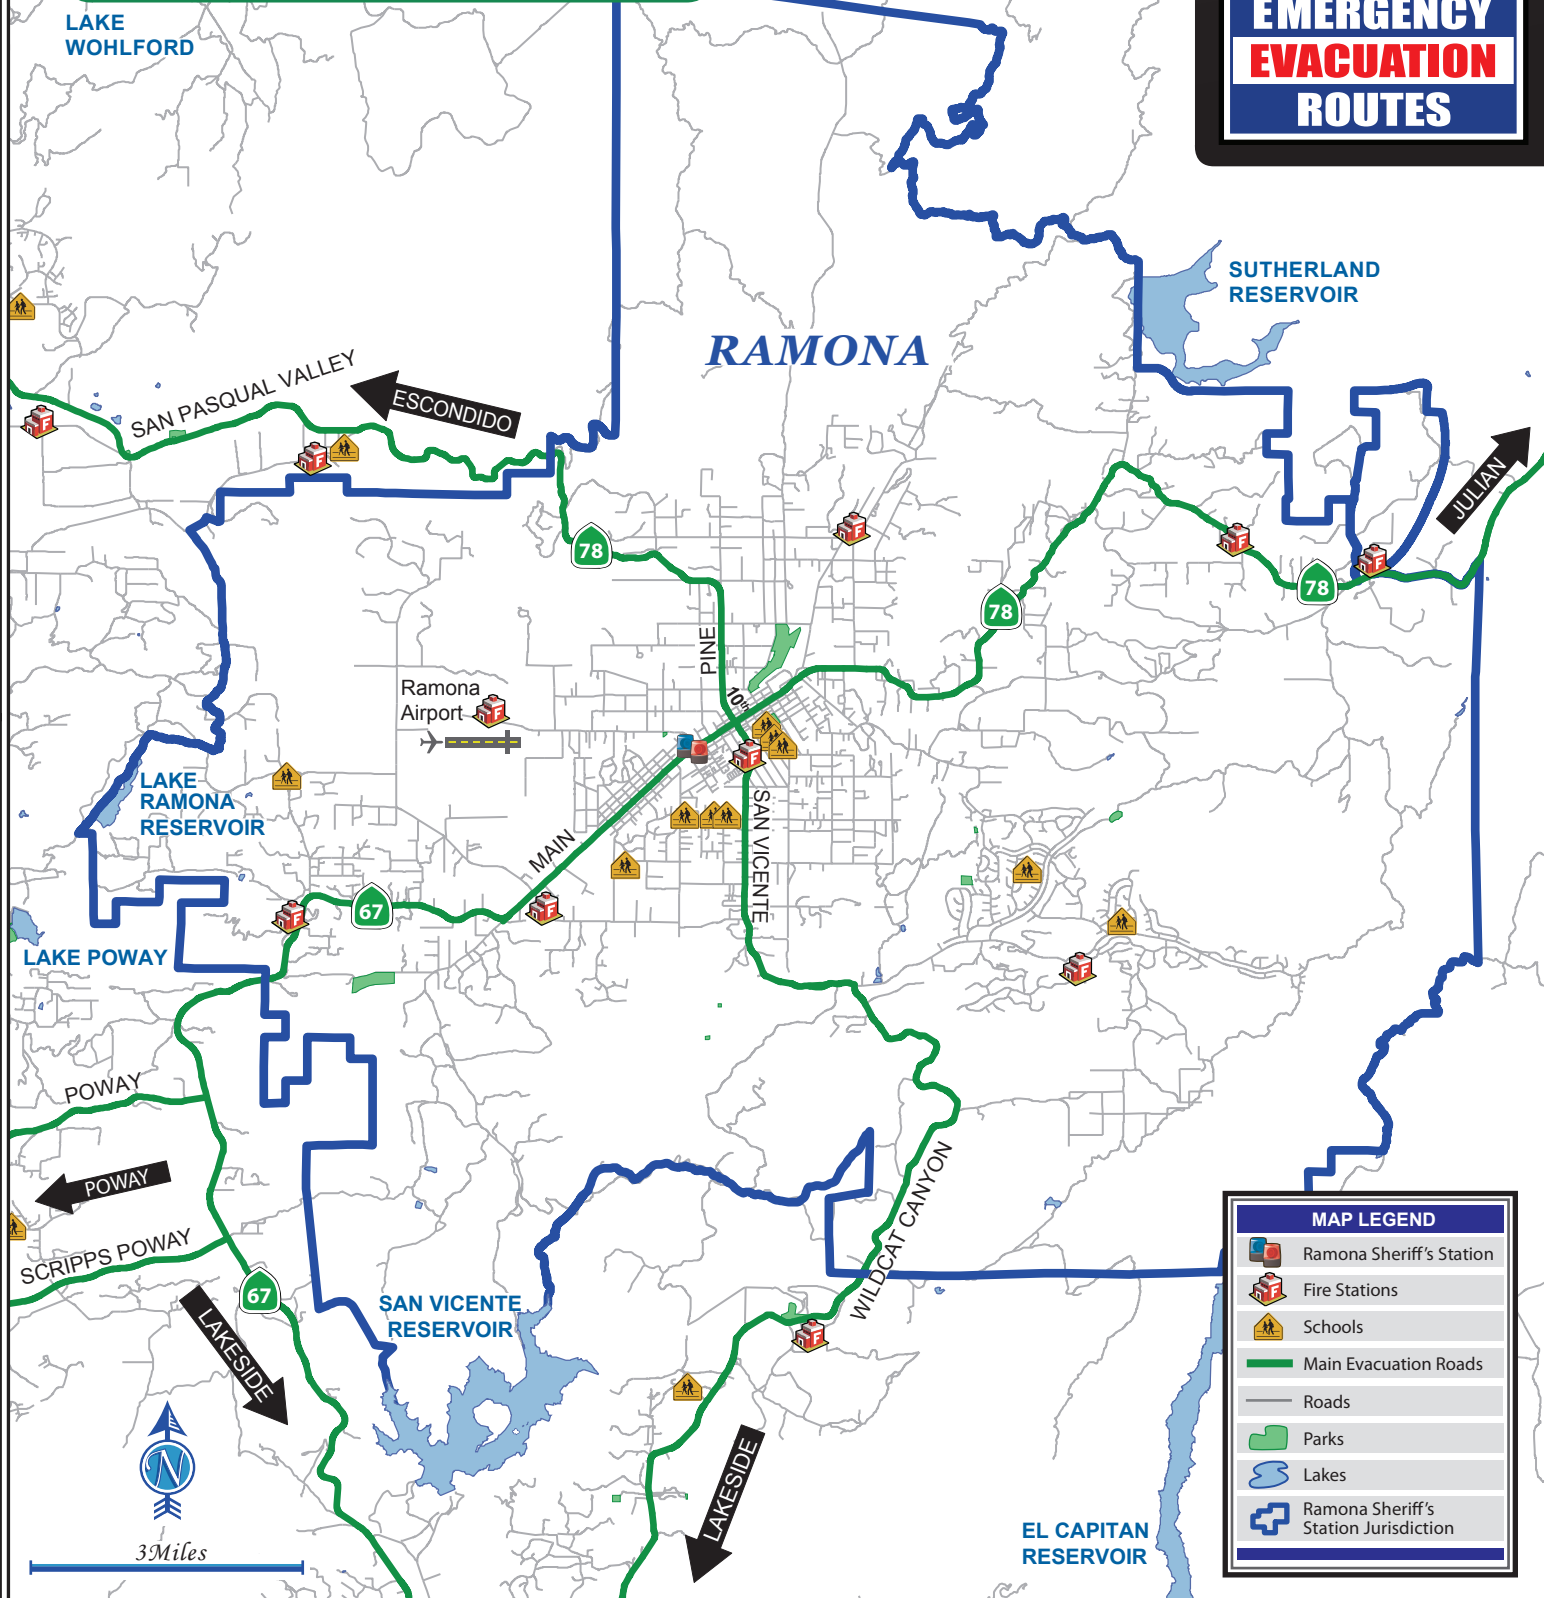 EMERGENCY
EVACUATION
ROUTES
LAKE
WOHLFORD
SUTHERLAND
RESERVOIR
RAMONA
SAN PASQUAL VALLEY
ESCONDIDO
JULIAN
F
F
F
F
F
78
78
78
PINE
10th
Ramona
Airport
F
F
LAKE
RAMONA
RESERVOIR
MAIN
SAN VICENTE
67
F
F
F
LAKE POWAY
POWAY
POWAY
SCRIPPS POWAY
67
LAKESIDE
SAN VICENTE
RESERVOIR
WILDCAT CANYON
F
LAKESIDE
N
3Miles
EL CAPITAN
RESERVOIR
MAP LEGEND
Ramona Sheriff's Station
F
Fire Stations
Schools
Main Evacuation Roads
Roads
Parks
Lakes
Ramona Sheriff's
Station Jurisdiction